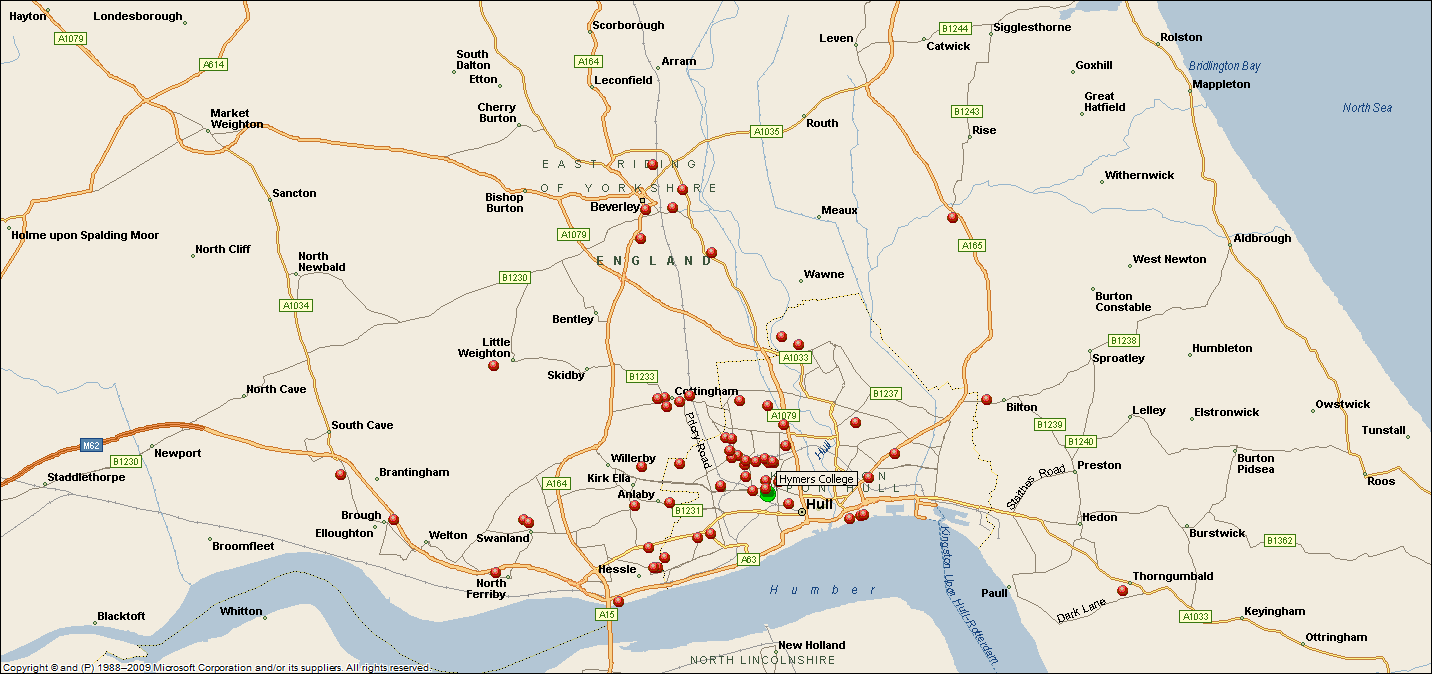 Hayton
Londesborough
A1079
A614
Scorborough
A164
South
Dalton
Etton
Arram
Leconfield
Leven
B1244
Catwick
Sigglesthorne
Rolston
Goxhill
Bridlington Bay
Mappleton
North Sea
Great
Hatfield
Market
Weighton
Cherry
Burton
B1243
Rise
A1035
Routh
EAST RIDING
OF YORKSHIRE
Withernwick
Sancton
Bishop
Burton
Beverley
Meaux
Holme upon Spalding Moor
North Cliff
A1079
A165
Aldbrough
North
Newbald
ENGLAND
Wawne
West Newton
B1230
A1034
Burton
Constable
Bentley
Little
Weighton
A1033
B1238
Sproatley
Humbleton
Skidby
B1233
North Cave
Cottingham
B1237
Bilton
Owstwick
Lelley
Elstronwick
A1079
B1239
South Cave
Priory Road
Tunstall
M62
B1240
Newport
B1230
Willerby
Hull
Burton
Pidsea
Staddlethorpe
Brantingham
Kirk Ella
Hymers College
Preston
Roos
A164
Anlaby
Staithes Road
B1231
Hull
Brough
Elloughton
Hedon
Welton
Swanland
Burstwick
B1362
Broomfleet
A63
Kingston Upon Hull-Rotterdam
Hessle
North
Ferriby
Humber
Thorngumbald
Paull
Blacktoft
Whitton
A15
Dark Lane
A1033
Keyingham
Ottringham
New Holland
NORTH LINCOLNSHIRE
Copyright © and (P) 1988–2009 Microsoft Corporation and/or its suppliers. All rights reserved.